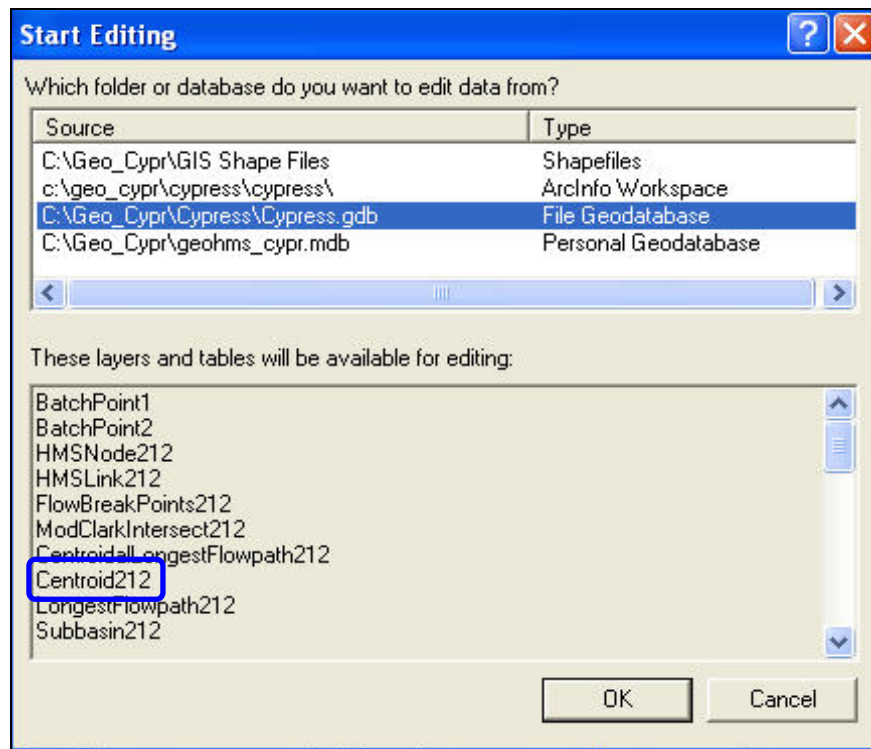 Start Editing
Which folder or database do you want to edit data from?
Source Type
C:\Geo_Cypr\GIS Shape Files Shapefiles
c:\geo_cypr\cypress\cypress\ ArcInfo Workspace
C:\Geo_Cypr\Cypress\Cypress.gdb File Geodatabase
C:\Geo_Cypr\geohms_cypr.mdb Personal Geodatabase
These layers and tables will be available for editing:
BatchPoint1
BatchPoint2
HMSNode212
HMSLink212
FlowBreakPoints212
ModClarkIntersect212
CentroidalLongestFlowpath212
Centroid212
LongestFlowpath212
Subbasin212
OK Cancel